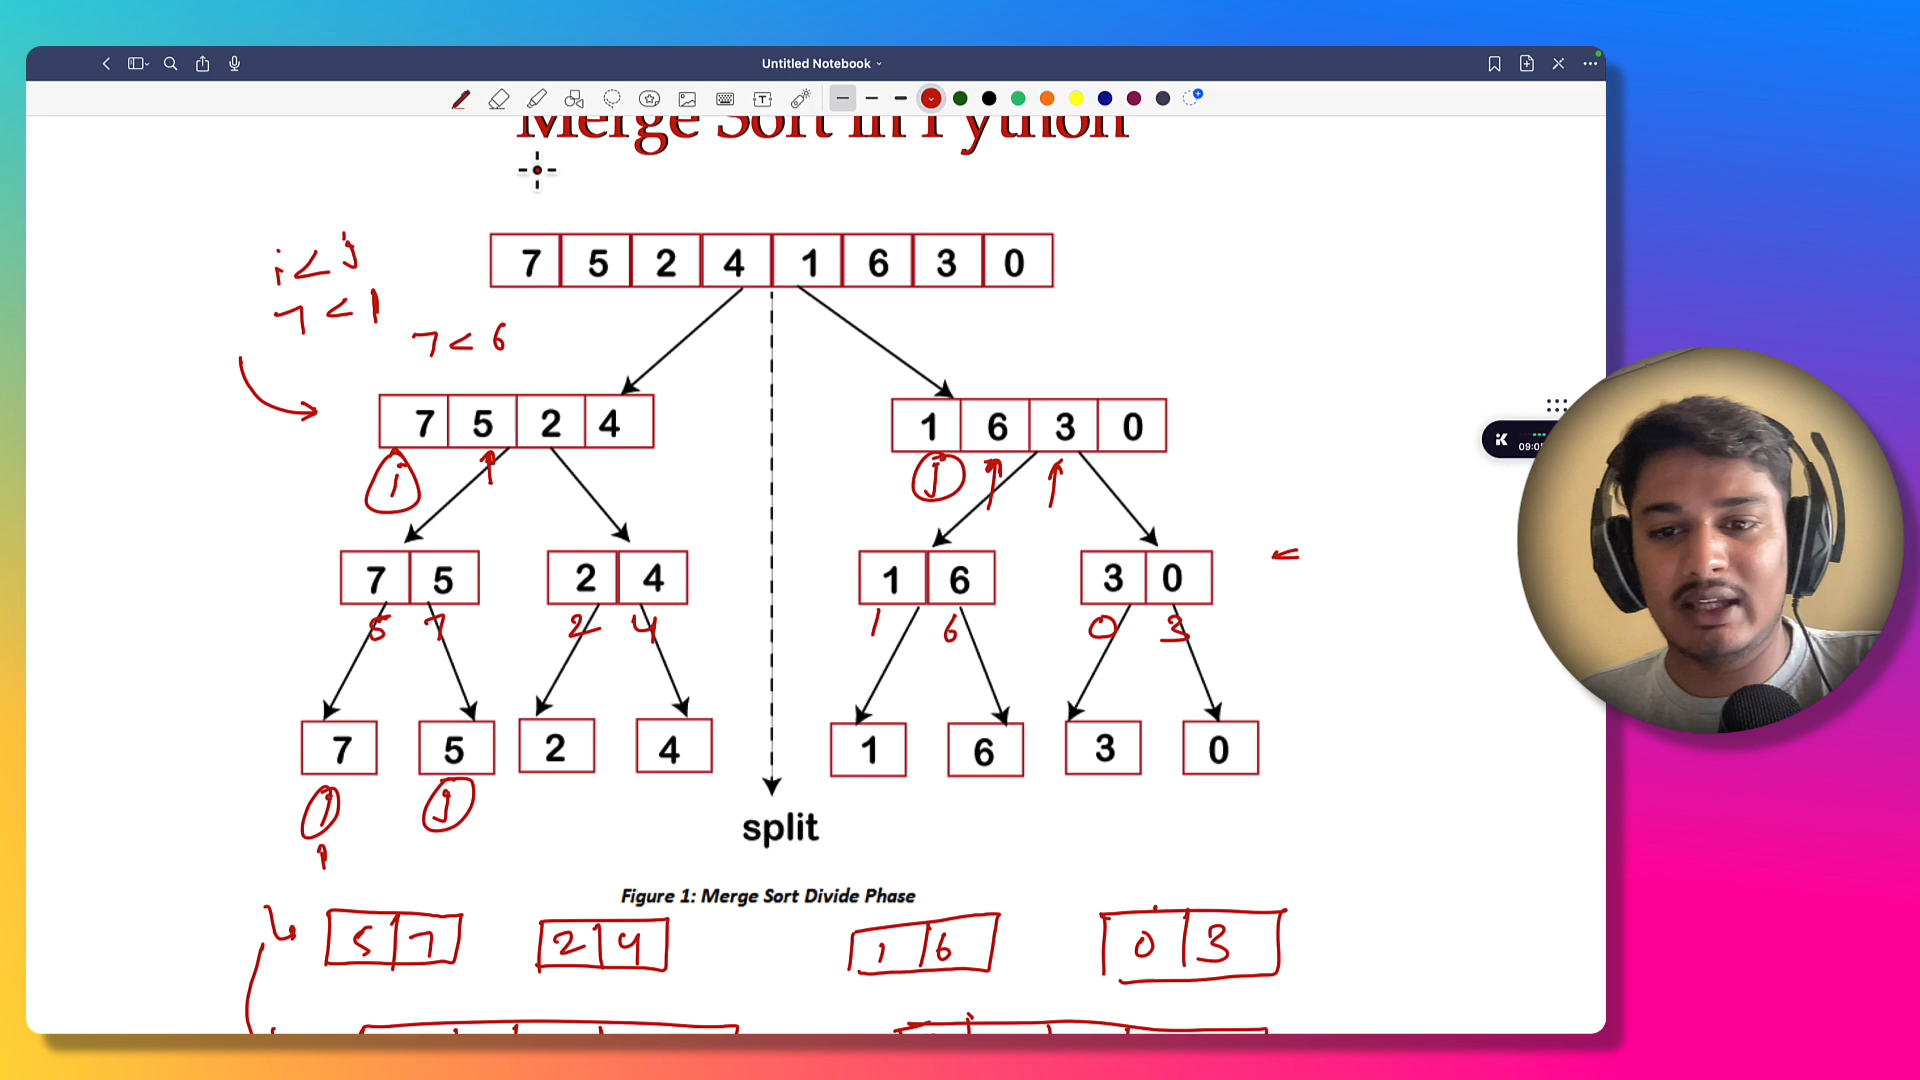 Untitled Notebook
Merge Sort in Python
7 5 2 4 1 6 3 0
i < j
7 < 1
7 < 6
7 5 2 4
1 6 3 0
i
j
7 5
2 4
1 6
3 0
5 7
2 4
1 6
0 3
7
5
2
4
1
6
3
0
j
split
Figure 1: Merge Sort Divide Phase
5 7
2 4
1 6
0 3